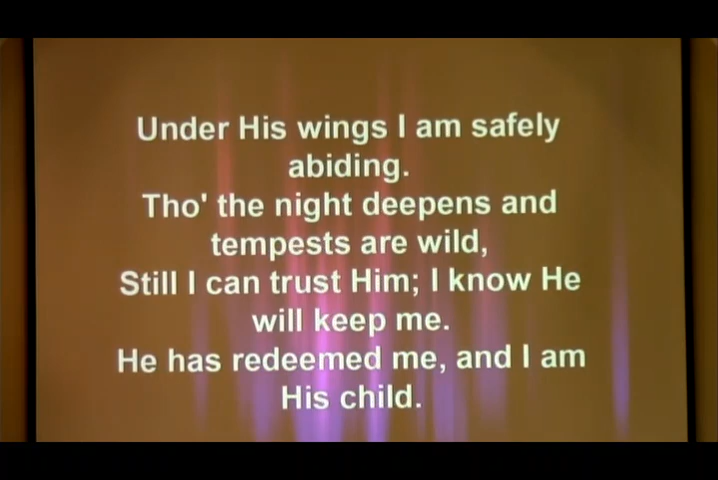 Under His wings I am safely
abiding.
Tho' the night deepens and
tempests are wild,
Still I can trust Him; I know He
will keep me.
He has redeemed me, and I am
His child.